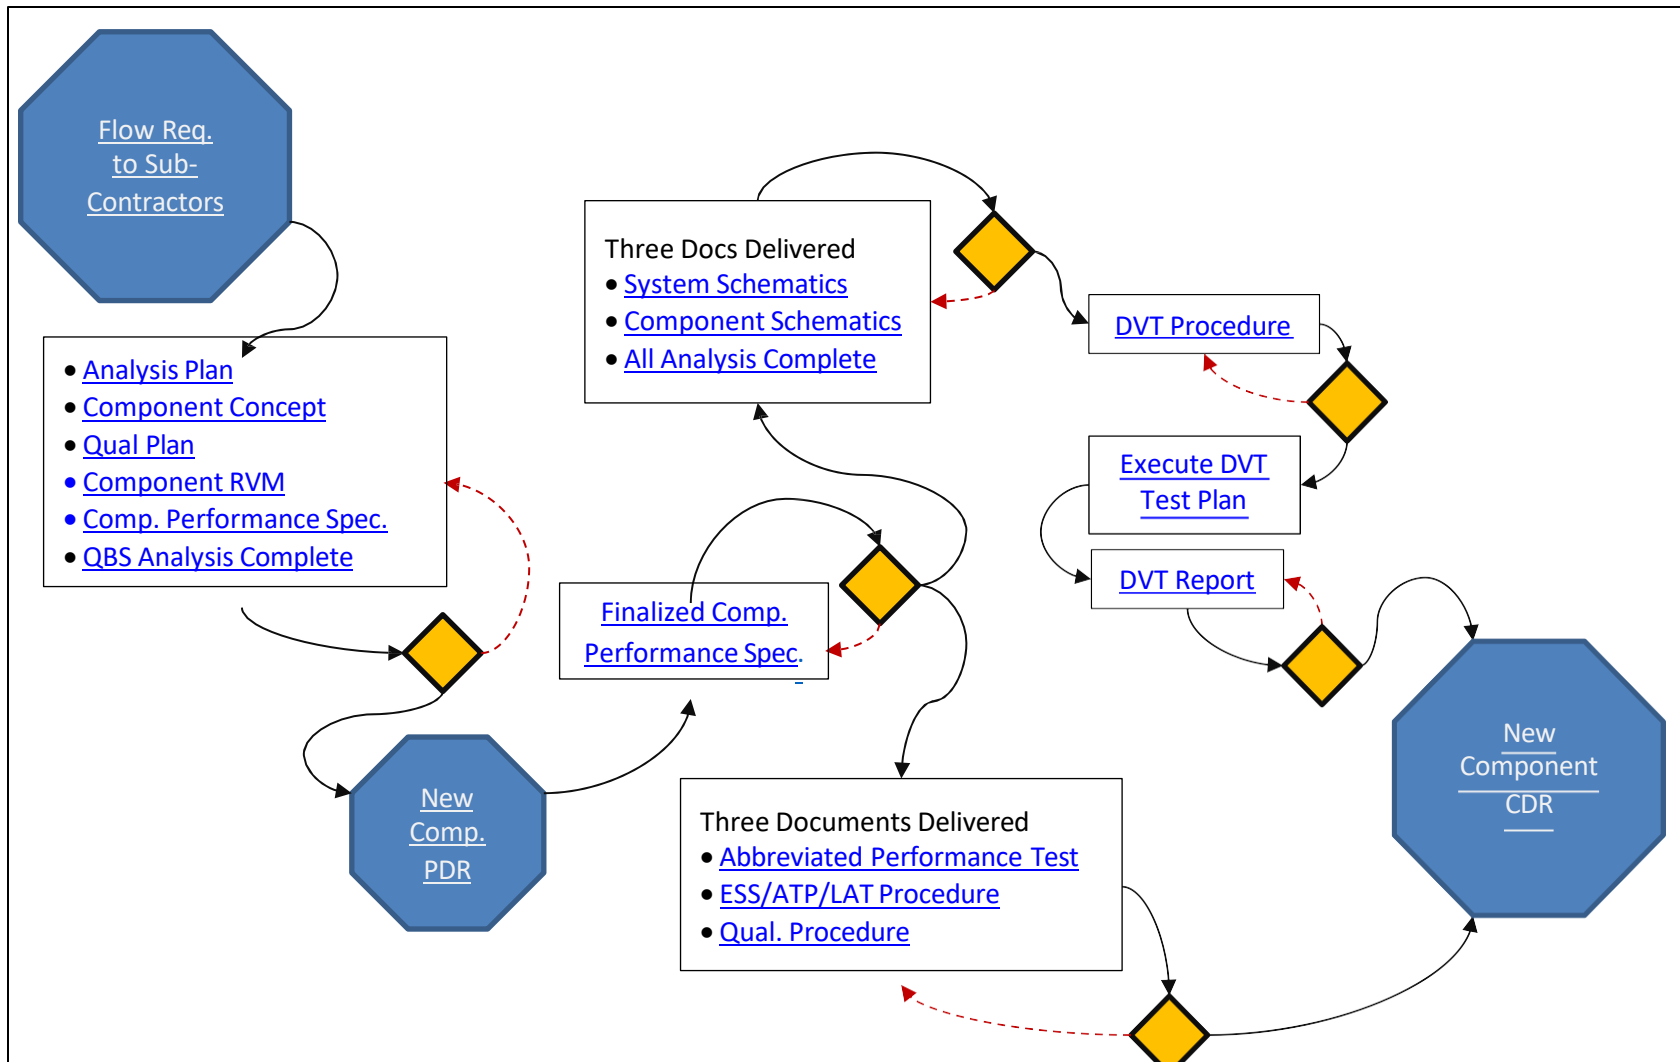 Flow Req.
to Sub-
Contractors
• Analysis Plan
• Component Concept
• Qual Plan
• Component RVM
• Comp. Performance Spec.
• QBS Analysis Complete
New
Comp.
PDR
Finalized Comp.
Performance Spec.
Three Docs Delivered
• System Schematics
• Component Schematics
• All Analysis Complete
Three Documents Delivered
• Abbreviated Performance Test
• ESS/ATP/LAT Procedure
• Qual. Procedure
DVT Procedure
Execute DVT
Test Plan
DVT Report
New
Component
CDR